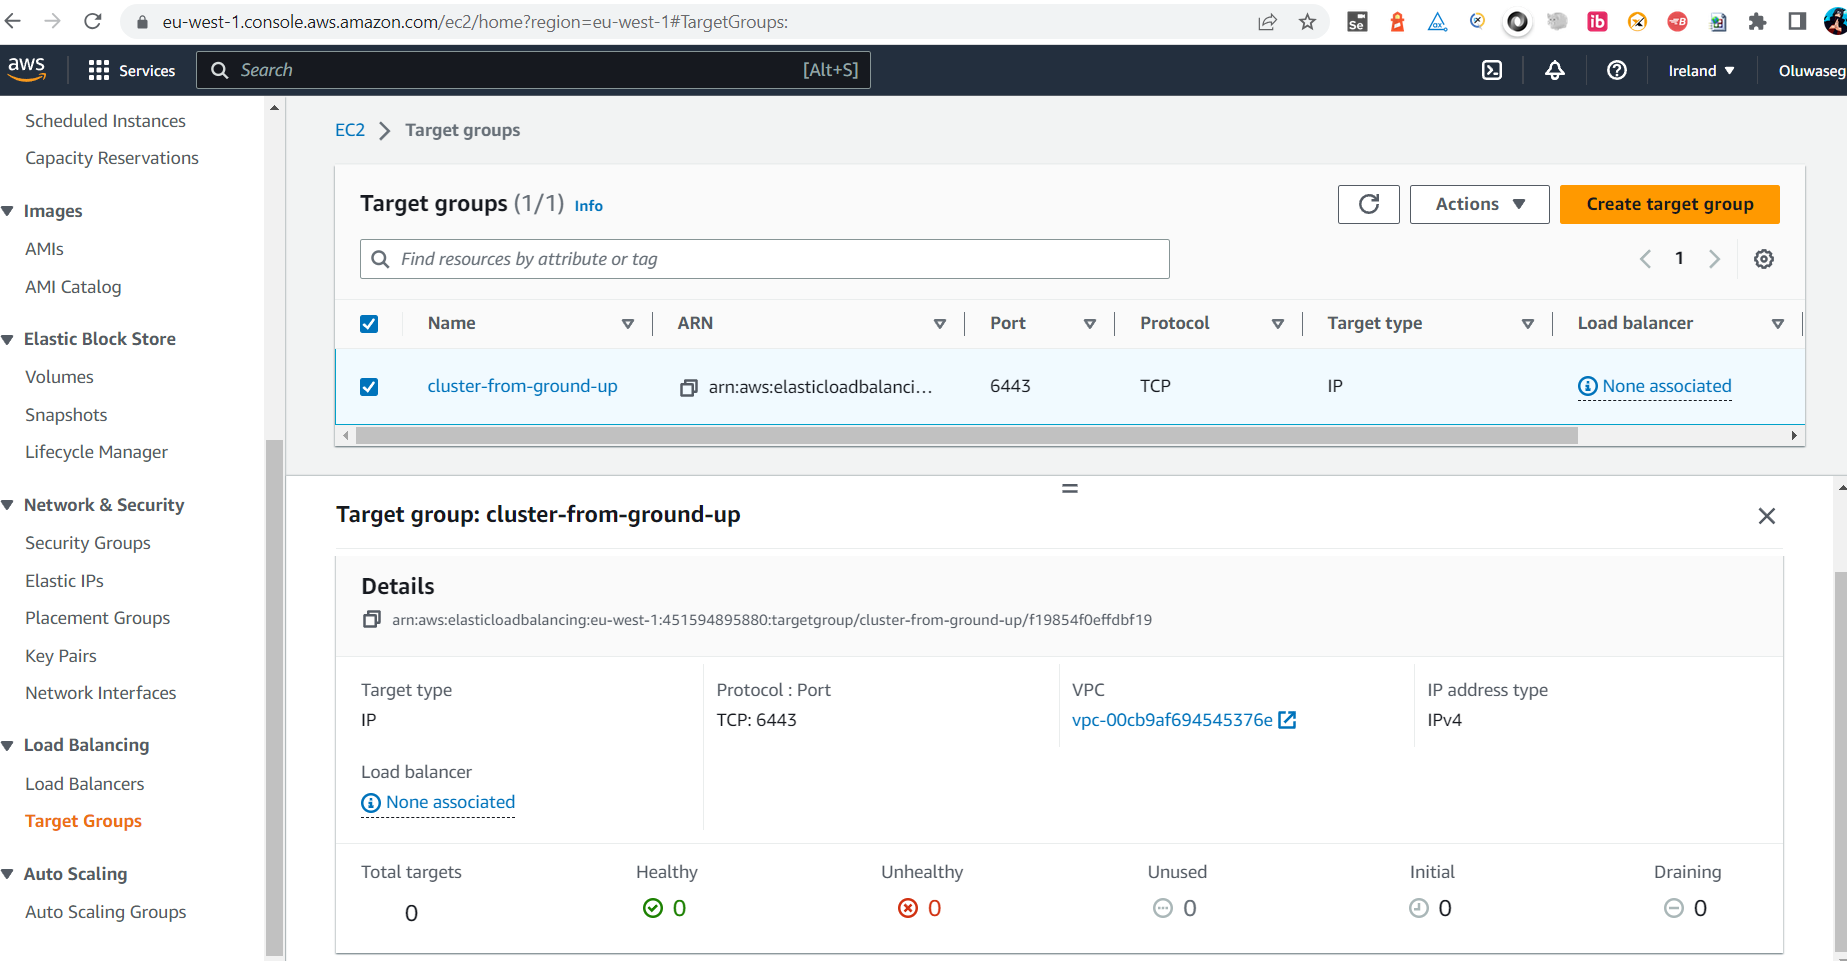 eu-west-1.console.aws.amazon.com/ec2/home?region=eu-west-1#TargetGroups:
aws
Services
Search
[Alt+S]
Ireland
Oluwaseg
Scheduled Instances
Capacity Reservations
Images
AMIs
AMI Catalog
Elastic Block Store
Volumes
Snapshots
Lifecycle Manager
Network & Security
Security Groups
Elastic IPs
Placement Groups
Key Pairs
Network Interfaces
Load Balancing
Load Balancers
Target Groups
Auto Scaling
Auto Scaling Groups
EC2 Target groups
Target groups (1/1) Info
Actions
Create target group
Find resources by attribute or tag
1
Name ARN Port Protocol Target type Load balancer
cluster-from-ground-up arn:aws:elasticloadbalanci... 6443 TCP IP None associated
Target group: cluster-from-ground-up
Details
arn:aws:elasticloadbalancing:eu-west-1:451594895880:targetgroup/cluster-from-ground-up/f19854f0effdbf19
Target type Protocol : Port VPC IP address type
IP TCP: 6443 vpc-00cb9af694545376e IPv4
Load balancer
None associated
Total targets Healthy Unhealthy Unused Initial Draining
0 0 0 0 0 0